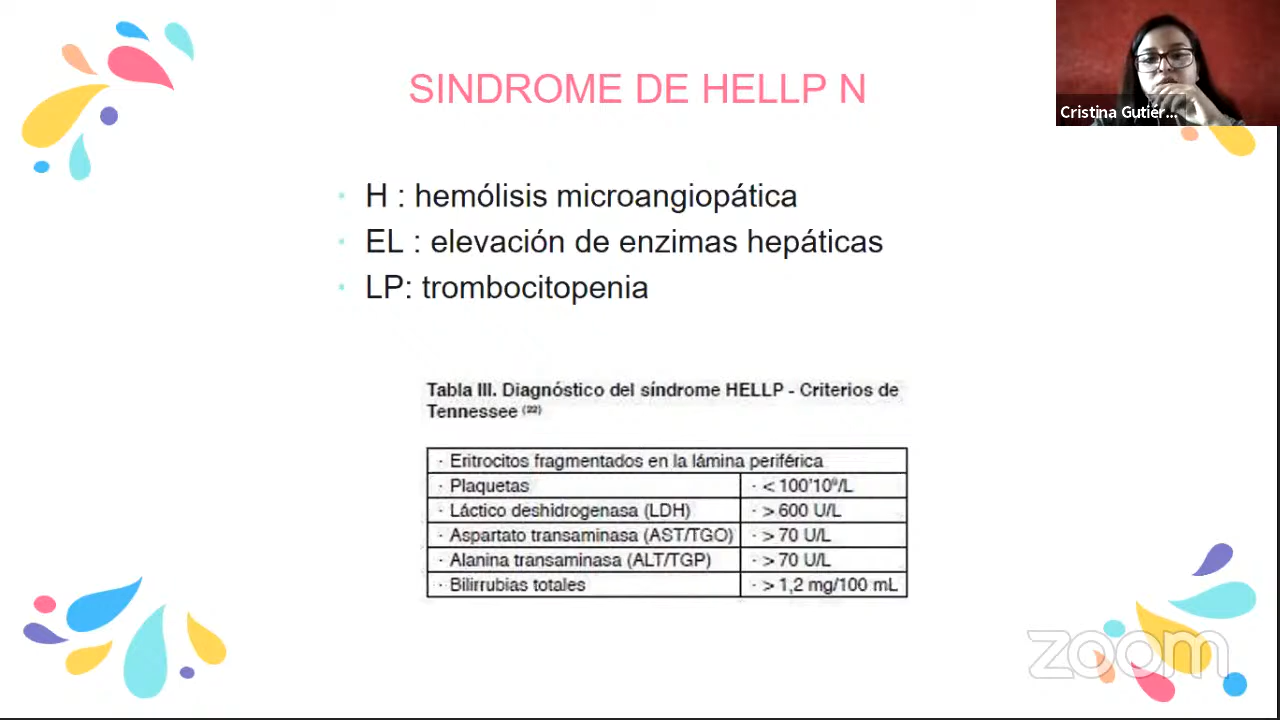 SINDROME DE HELLP N
Cristina Gutiér...
· H : hemólisis microangiopática
· EL : elevación de enzimas hepáticas
· LP: trombocitopenia
Tabla III. Diagnóstico del síndrome HELLP - Criterios de
Tennessee (22)
· Eritrocitos fragmentados en la lámina periférica
· Plaquetas · < 100'10⁹/L
· Láctico deshidrogenasa (LDH) · > 600 U/L
· Aspartato transaminasa (AST/TGO) · > 70 U/L
· Alanina transaminasa (ALT/TGP) · > 70 U/L
· Bilirrubias totales · > 1,2 mg/100 mL
zoom